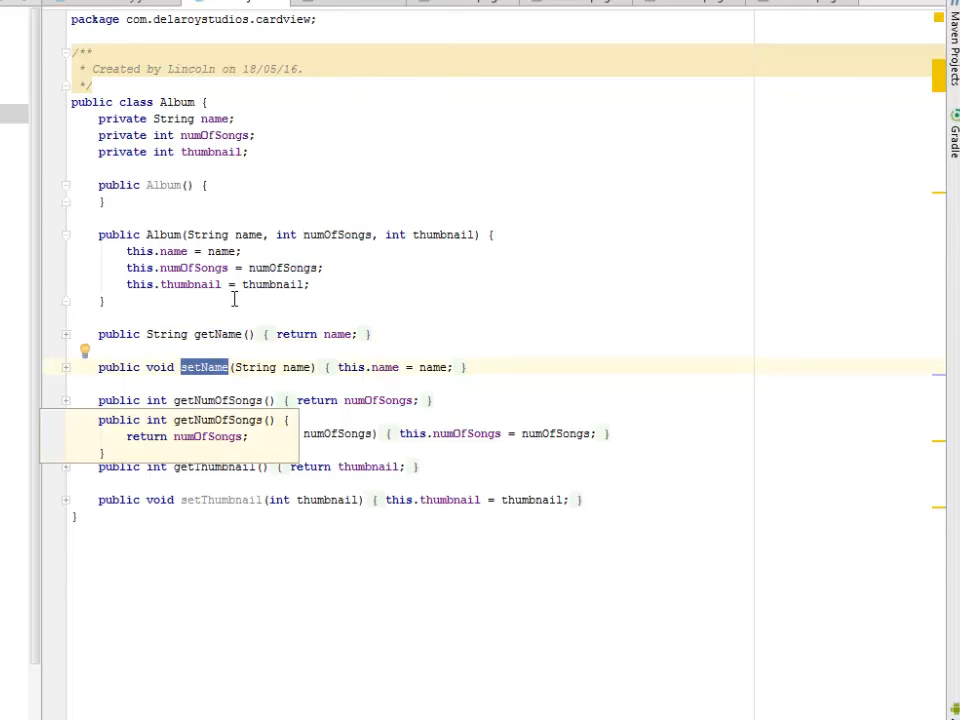 package com.delaroystudios.cardview;
/**
* Created by Lincoln on 18/05/16.
*/
public class Album {
private String name;
private int numOfSongs;
private int thumbnail;
public Album() {
}
public Album(String name, int numOfSongs, int thumbnail) {
this.name = name;
this.numOfSongs = numOfSongs;
this.thumbnail = thumbnail;
}
public String getName() { return name; }
public void setName(String name) { this.name = name; }
public int getNumOfSongs() { return numOfSongs; }
public int getNumOfSongs() {
return numOfSongs;
}
numOfSongs) { this.numOfSongs = numOfSongs; }
public int getThumbnail() { return thumbnail; }
public void setThumbnail(int thumbnail) { this.thumbnail = thumbnail; }
}
Maven Projects
Gradle